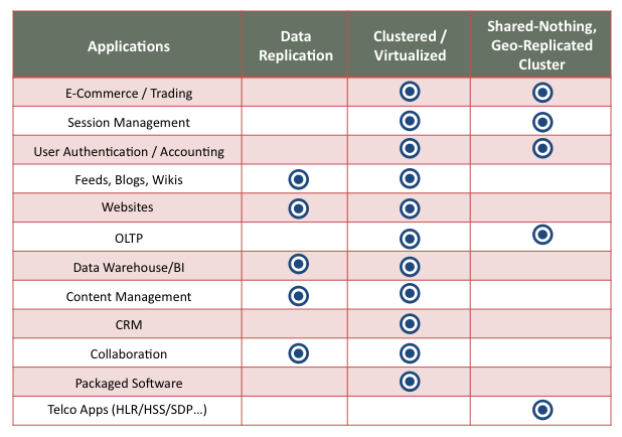 Applications
Data
Replication
Clustered /
Virtualized
Shared-Nothing,
Geo-Replicated
Cluster
E-Commerce / Trading
Session Management
User Authentication / Accounting
Feeds, Blogs, Wikis
Websites
OLTP
Data Warehouse/BI
Content Management
CRM
Collaboration
Packaged Software
Telco Apps (HLR/HSS/SDP…)